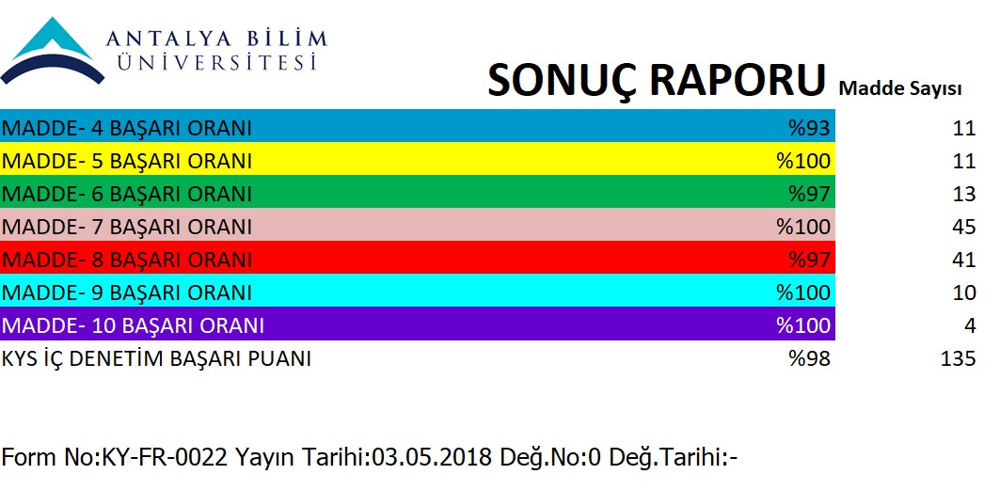 ANTALYA BİLİM
ÜNİVERSİTESİ
SONUÇ RAPORU Madde Sayısı
MADDE- 4 BAŞARI ORANI %93 11
MADDE- 5 BAŞARI ORANI %100 11
MADDE- 6 BAŞARI ORANI %97 13
MADDE- 7 BAŞARI ORANI %100 45
MADDE- 8 BAŞARI ORANI %97 41
MADDE- 9 BAŞARI ORANI %100 10
MADDE- 10 BAŞARI ORANI %100 4
KYS İÇ DENETİM BAŞARI PUANI %98 135
Form No:KY-FR-0022 Yayın Tarihi:03.05.2018 Değ.No:0 Değ.Tarihi:-